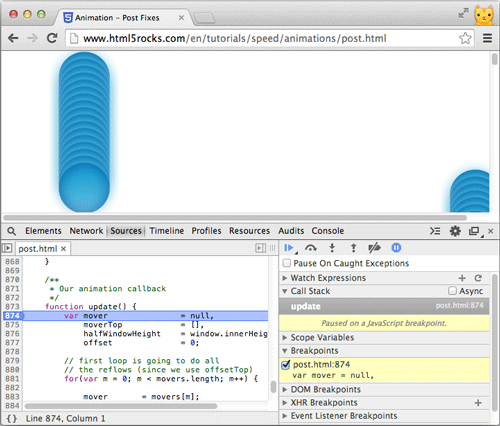 Animation – Post Fixes
www.html5rocks.com/en/tutorials/speed/animations/post.html
Elements Network Sources Timeline Profiles Resources Audits Console
post.html ×
868 }
869
870 /**
871 * Our animation callback
872 */
873 function update() {
874 var mover = null,
875 moverTop = [],
876 halfWindowHeight = window.innerHei
877 offset = 0;
878
879 // first loop is going to do all
880 // the reflows (since we use offsetTop)
881 for(var m = 0; m < movers.length; m++) {
882
883 mover = movers[m];
884
{} Line 874, Column 1
Pause On Caught Exceptions
Watch Expressions
Call Stack Async
update post.html:874
Paused on a JavaScript breakpoint.
Scope Variables
Breakpoints
post.html:874
var mover = null,
DOM Breakpoints
XHR Breakpoints
Event Listener Breakpoints